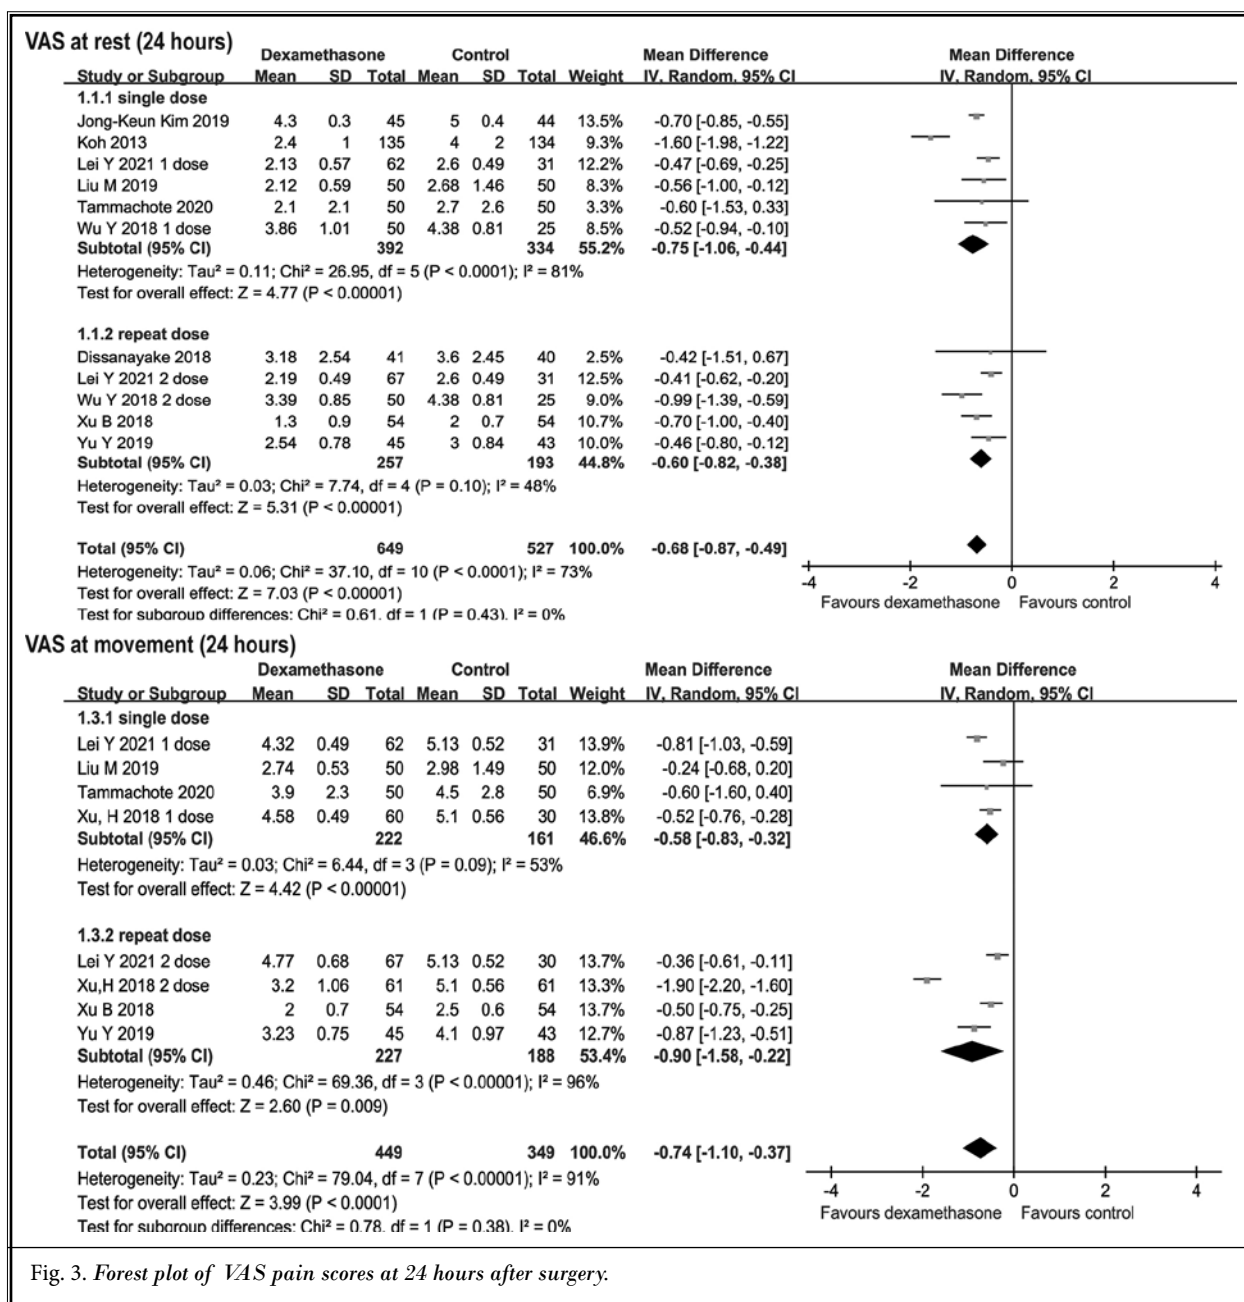 VAS at rest (24 hours)
Dexamethasone Control Mean Difference Mean Difference
Study or Subgroup Mean SD Total Mean SD Total Weight IV, Random, 95% CI IV, Random, 95% CI
1.1.1 single dose
Jong-Keun Kim 2019 4.3 0.3 45 5 0.4 44 13.5% -0.70 [-0.85, -0.55]
Koh 2013 2.4 1 135 4 2 134 9.3% -1.60 [-1.98, -1.22]
Lei Y 2021 1 dose 2.13 0.57 62 2.6 0.49 31 12.2% -0.47 [-0.69, -0.25]
Liu M 2019 2.12 0.59 50 2.68 1.46 50 8.3% -0.56 [-1.00, -0.12]
Tammachote 2020 2.1 2.1 50 2.7 2.6 50 3.3% -0.60 [-1.53, 0.33]
Wu Y 2018 1 dose 3.86 1.01 50 4.38 0.81 25 8.5% -0.52 [-0.94, -0.10]
Subtotal (95% CI) 392 334 55.2% -0.75 [-1.06, -0.44]
Heterogeneity: Tau² = 0.11; Chi² = 26.95, df = 5 (P < 0.0001); I² = 81%
Test for overall effect: Z = 4.77 (P < 0.00001)
1.1.2 repeat dose
Dissanayake 2018 3.18 2.54 41 3.6 2.45 40 2.5% -0.42 [-1.51, 0.67]
Lei Y 2021 2 dose 2.19 0.49 67 2.6 0.49 31 12.5% -0.41 [-0.62, -0.20]
Wu Y 2018 2 dose 3.39 0.85 50 4.38 0.81 25 9.0% -0.99 [-1.39, -0.59]
Xu B 2018 1.3 0.9 54 2 0.7 54 10.7% -0.70 [-1.00, -0.40]
Yu Y 2019 2.54 0.78 45 3 0.84 43 10.0% -0.46 [-0.80, -0.12]
Subtotal (95% CI) 257 193 44.8% -0.60 [-0.82, -0.38]
Heterogeneity: Tau² = 0.03; Chi² = 7.74, df = 4 (P = 0.10); I² = 48%
Test for overall effect: Z = 5.31 (P < 0.00001)
Total (95% CI) 649 527 100.0% -0.68 [-0.87, -0.49]
Heterogeneity: Tau² = 0.06; Chi² = 37.10, df = 10 (P < 0.0001); I² = 73%
Test for overall effect: Z = 7.03 (P < 0.00001)
Test for subgroup differences: Chi² = 0.61, df = 1 (P = 0.43), I² = 0%
-4 -2 0 2 4
Favours dexamethasone Favours control
VAS at movement (24 hours)
Dexamethasone Control Mean Difference Mean Difference
Study or Subgroup Mean SD Total Mean SD Total Weight IV, Random, 95% CI IV, Random, 95% CI
1.3.1 single dose
Lei Y 2021 1 dose 4.32 0.49 62 5.13 0.52 31 13.9% -0.81 [-1.03, -0.59]
Liu M 2019 2.74 0.53 50 2.98 1.49 50 12.0% -0.24 [-0.68, 0.20]
Tammachote 2020 3.9 2.3 50 4.5 2.8 50 6.9% -0.60 [-1.60, 0.40]
Xu, H 2018 1 dose 4.58 0.49 60 5.1 0.56 30 13.8% -0.52 [-0.76, -0.28]
Subtotal (95% CI) 222 161 46.6% -0.58 [-0.83, -0.32]
Heterogeneity: Tau² = 0.03; Chi² = 6.44, df = 3 (P = 0.09); I² = 53%
Test for overall effect: Z = 4.42 (P < 0.00001)
1.3.2 repeat dose
Lei Y 2021 2 dose 4.77 0.68 67 5.13 0.52 30 13.7% -0.36 [-0.61, -0.11]
Xu,H 2018 2 dose 3.2 1.06 61 5.1 0.56 61 13.3% -1.90 [-2.20, -1.60]
Xu B 2018 2 0.7 54 2.5 0.6 54 13.7% -0.50 [-0.75, -0.25]
Yu Y 2019 3.23 0.75 45 4.1 0.97 43 12.7% -0.87 [-1.23, -0.51]
Subtotal (95% CI) 227 188 53.4% -0.90 [-1.58, -0.22]
Heterogeneity: Tau² = 0.46; Chi² = 69.36, df = 3 (P < 0.00001); I² = 96%
Test for overall effect: Z = 2.60 (P = 0.009)
Total (95% CI) 449 349 100.0% -0.74 [-1.10, -0.37]
Heterogeneity: Tau² = 0.23; Chi² = 79.04, df = 7 (P < 0.00001); I² = 91%
Test for overall effect: Z = 3.99 (P < 0.0001)
Test for subgroup differences: Chi² = 0.78, df = 1 (P = 0.38), I² = 0%
-4 -2 0 2 4
Favours dexamethasone Favours control
Fig. 3. Forest plot of VAS pain scores at 24 hours after surgery.